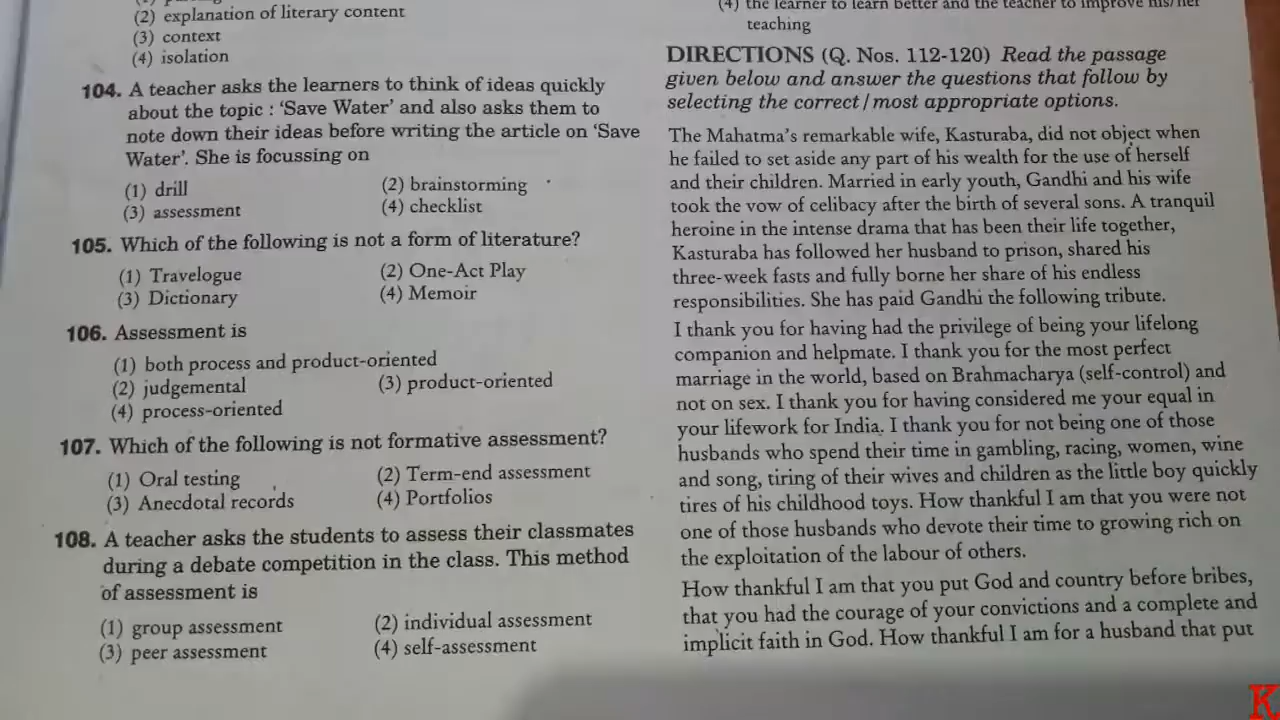 (2) explanation of literary content
(3) context
(4) isolation
104. A teacher asks the learners to think of ideas quickly
about the topic : 'Save Water' and also asks them to
note down their ideas before writing the article on 'Save
Water'. She is focussing on
(1) drill
(2) brainstorming
(3) assessment
(4) checklist
105. Which of the following is not a form of literature?
(1) Travelogue
(2) One-Act Play
(3) Dictionary
(4) Memoir
106. Assessment is
(1) both process and product-oriented
(2) judgemental
(3) product-oriented
(4) process-oriented
107. Which of the following is not formative assessment?
(1) Oral testing
(2) Term-end assessment
(3) Anecdotal records
(4) Portfolios
108. A teacher asks the students to assess their classmates
during a debate competition in the class. This method
of assessment is
(1) group assessment
(2) individual assessment
(3) peer assessment
(4) self-assessment
(4) the learner to learn better and the teacher to improve his/her
teaching
DIRECTIONS (Q. Nos. 112-120) Read the passage
given below and answer the questions that follow by
selecting the correct/most appropriate options.
The Mahatma's remarkable wife, Kasturaba, did not object when
he failed to set aside any part of his wealth for the use of herself
and their children. Married in early youth, Gandhi and his wife
took the vow of celibacy after the birth of several sons. A tranquil
heroine in the intense drama that has been their life together,
Kasturaba has followed her husband to prison, shared his
three-week fasts and fully borne her share of his endless
responsibilities. She has paid Gandhi the following tribute.
I thank you for having had the privilege of being your lifelong
companion and helpmate. I thank you for the most perfect
marriage in the world, based on Brahmacharya (self-control) and
not on sex. I thank you for having considered me your equal in
your lifework for India. I thank you for not being one of those
husbands who spend their time in gambling, racing, women, wine
and song, tiring of their wives and children as the little boy quickly
tires of his childhood toys. How thankful I am that you were not
one of those husbands who devote their time to growing rich on
the exploitation of the labour of others.
How thankful I am that you put God and country before bribes,
that you had the courage of your convictions and a complete and
implicit faith in God. How thankful I am for a husband that put
K